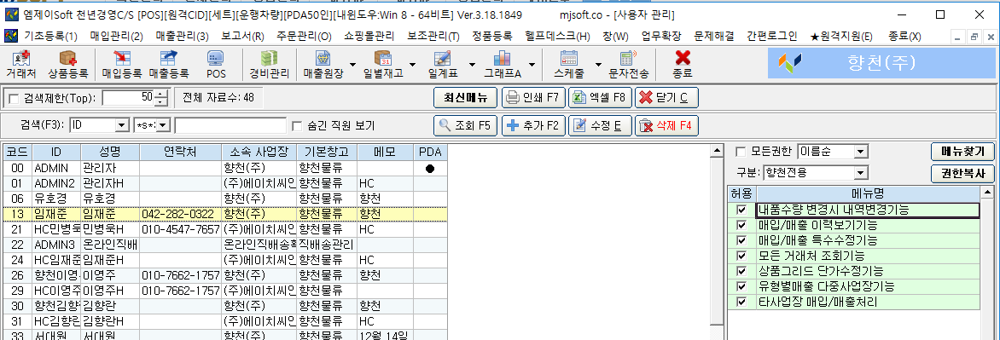 엠제이Soft 천년경영C/S [POS][원격CID][세트][운행차량][PDA50인][내윈도우:Win 8 - 64비트] Ver.3.18.1849 mjsoft.co - [사용자 관리]
기초등록(1) 매입관리(2) 매출관리(3) 보고서(R) 주문관리(O) 쇼핑몰관리 보조관리(T) 정품등록 헬프데스크(H) 창(W) 업무확장 문제해결 간편로그인 ★원격지원(E) 종료(X)
거래처 상품등록 매입등록 매출등록 POS 경비관리 매출원장 일별재고 일계표 그래프A 스케줄 문자전송 종료 향천(주)
검색제한(Top): 50 전체 자료수: 48 최신메뉴 인쇄 F7 엑셀 F8 닫기 C
검색(F3): ID *s* 숨긴 직원 보기 조회 F5 추가 F2 수정 E 삭제 F4
코드 ID 성명 연락처 소속 사업장 기본창고 메모 PDA
00 ADMIN 관리자 향천(주) 향천물류 ●
01 ADMIN2 관리자H (주)에이치씨인 향천물류 HC
06 유호경 유호경 향천(주) 향천물류 향천
13 임재준 임재준 042-282-0322 향천(주) 향천물류 향천
21 HC민병욱 민병욱H 010-4547-7657 (주)에이치씨인 향천물류 HC
22 ADMIN3 온라인직배 온라인직배송 직배송관리
24 HC임재준 임재준H (주)에이치씨인 향천물류 HC
26 향천이영 이영주 010-7662-1757 향천(주) 향천물류 향천
29 HC이영주 이영주H 010-7662-1757 (주)에이치씨인 향천물류 HC
30 향천김향 김향란 향천(주) 향천물류 향천
31 HC김향란 김향란H (주)에이치씨인 향천물류 HC
33 서대원 서대원 향천(주) 향천물류 12월 14일
모든권한 이름순 메뉴찾기
구분: 향천전용 권한복사
허용 메뉴명
내품수량 변경시 내역변경기능
매입/매출 이력보기기능
매입/매출 특수수정기능
모든 거래처 조회기능
상품그리드 단가수정기능
유형별매출 다중사업장기능
타사업장 매입/매출처리